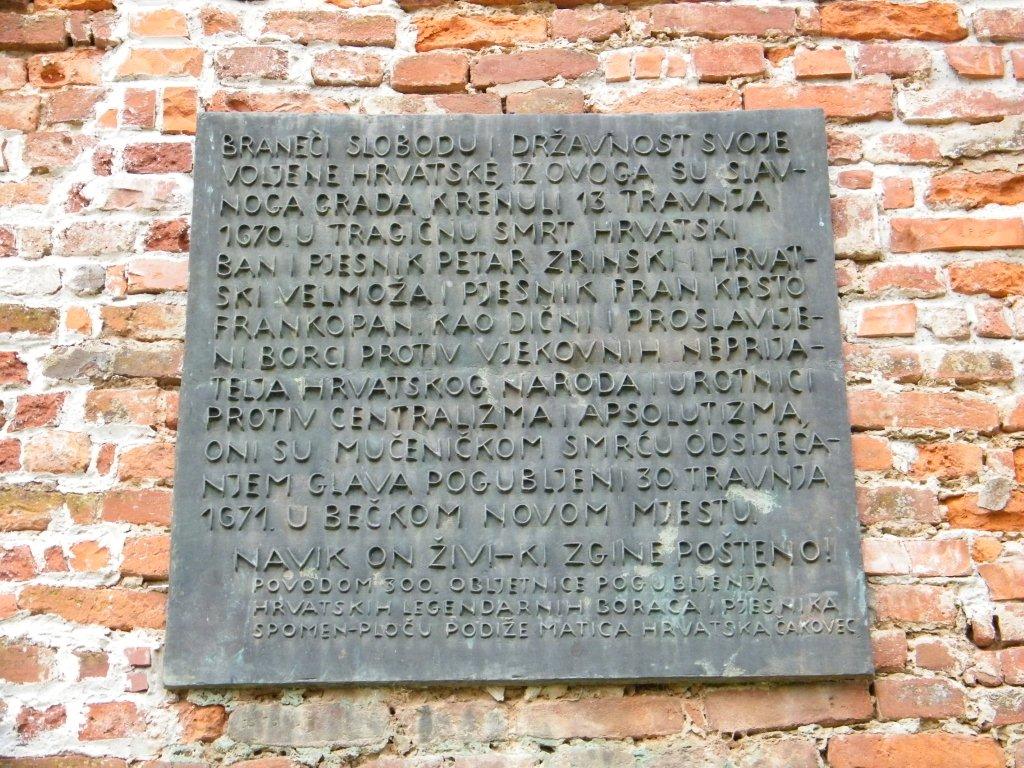 BRANEĆI SLOBODU I DRŽAVNOST SVOJE
VOLJENE HRVATSKE, IZ OVOGA SU SLAV-
NOGA GRADA KRENULI 13. TRAVNJA
1670. U TRAGIČNU SMRT HRVATSKI
BAN I PJESNIK PETAR ZRINSKI I HRVAT-
SKI VELMOŽA I PJESNIK FRAN KRSTO
FRANKOPAN. KAO DIČNI I PROSLAVLJE-
NI BORCI PROTIV VJEKOVNIH NEPRIJA-
TELJA HRVATSKOG NARODA I UROTNICI
PROTIV CENTRALIZMA I APSOLUTIZMA,
ONI SU MUČENIČKOM SMRĆU ODSIJECA-
NJEM GLAVA POGUBLJENI 30. TRAVNJA
1671. U BEČKOM NOVOM MJESTU.
NAVIK ON ŽIVI-KI ZGINE POŠTENO!
POVODOM 300. OBLJETNICE POGUBLJENJA
HRVATSKIH LEGENDARNIH BORACA I PJESNIKA
SPOMEN-PLOČU PODIŽE MATICA HRVATSKA ČAKOVEC